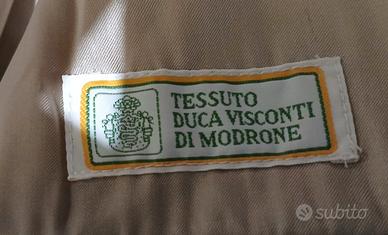 TESSUTO
DUCA VISCONTI
DI MODRONE
subito